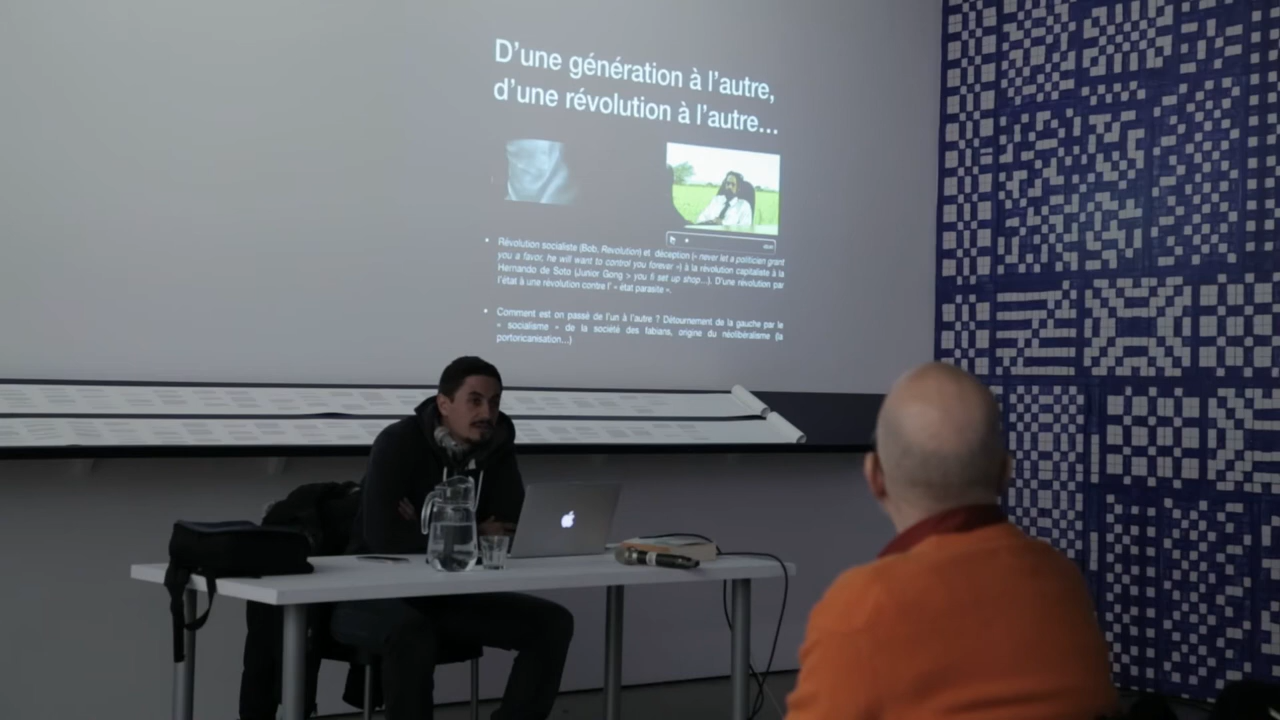 D'une génération à l'autre,
d'une révolution à l'autre...
• Révolution socialiste (Bob, Revolution) et déception (« never let a politicien grant
you a favor, he will want to control you forever ») à la révolution capitaliste à la
Hernando de Soto (Junior Gong > you ll set up shop...). D'une révolution par
l'état à une révolution contre l' « état parasite ».
• Comment est on passé de l'un à l'autre ? Détournement de la gauche par le
« socialisme » de la société des fabians, origine du néolibéralisme (la
portoricanisation...)